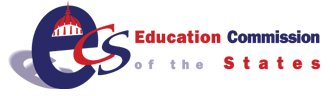 ecs Education Commission
of the States